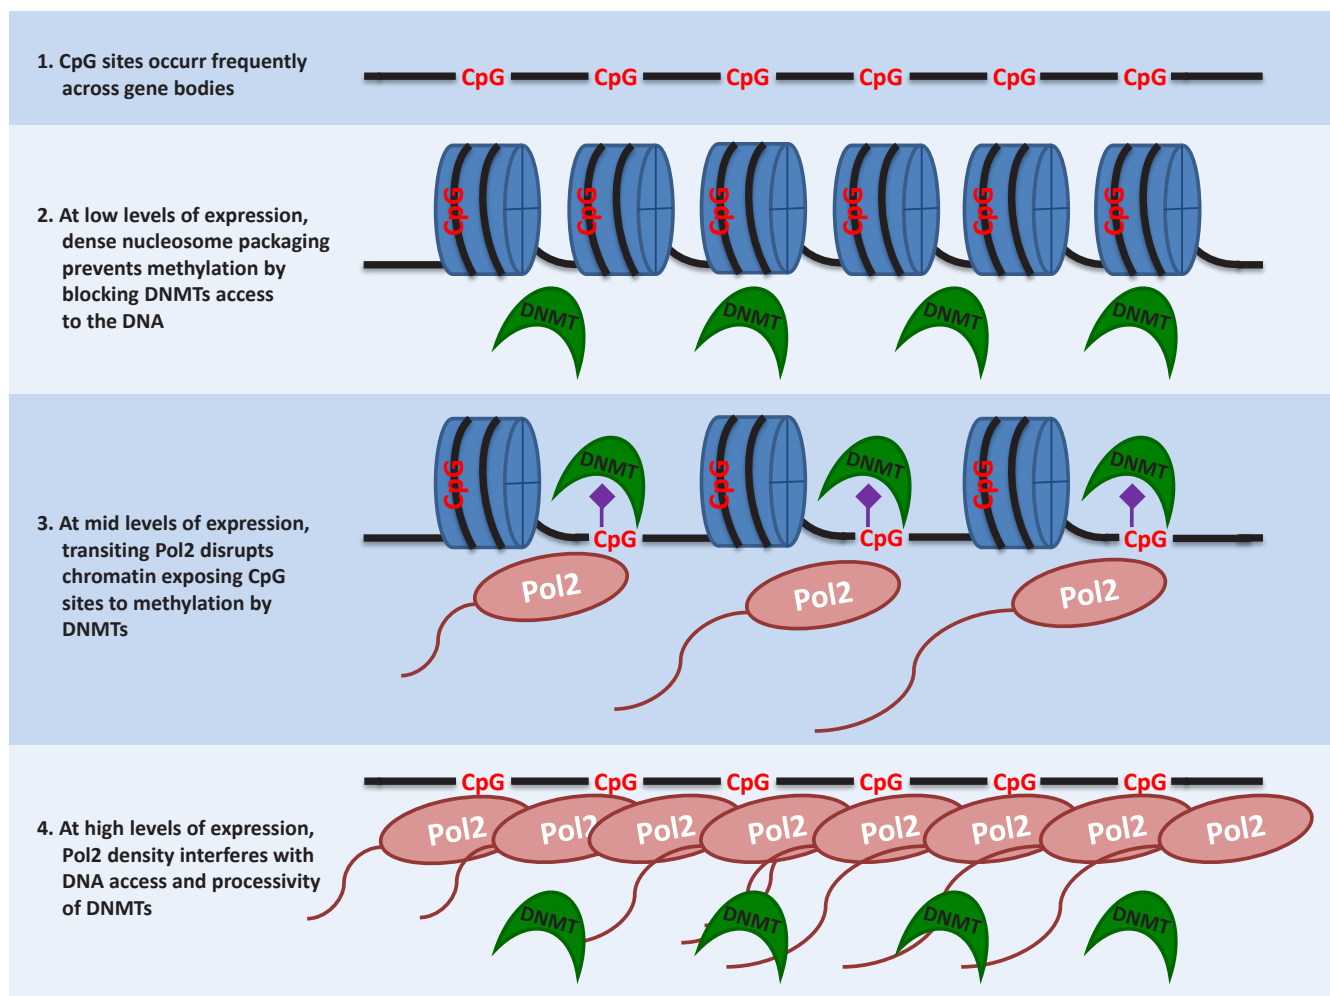 1. CpG sites occurr frequently
across gene bodies
CpG CpG CpG CpG CpG CpG
2. At low levels of expression,
dense nucleosome packaging
prevents methylation by
blocking DNMTs access
to the DNA
CpG CpG CpG CpG CpG CpG
DNMT DNMT DNMT DNMT
3. At mid levels of expression,
transiting Pol2 disrupts
chromatin exposing CpG
sites to methylation by
DNMTs
DNMT DNMT DNMT
CpG CpG CpG
CpG CpG CpG
Pol2 Pol2 Pol2
4. At high levels of expression,
Pol2 density interferes with
DNA access and processivity
of DNMTs
CpG CpG CpG CpG CpG CpG
Pol2 Pol2 Pol2 Pol2 Pol2 Pol2 Pol2 Pol2
DNMT DNMT DNMT DNMT